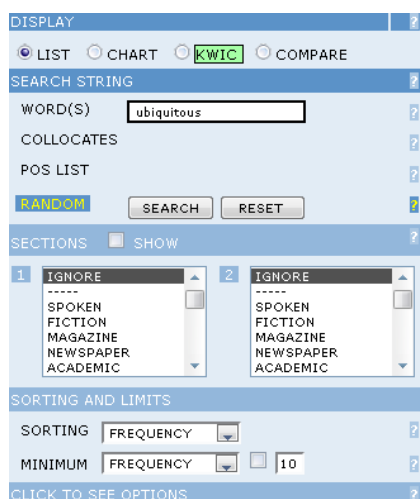 DISPLAY ?
LIST CHART KWIC COMPARE
SEARCH STRING ?
WORD(S) ubiquitous ?
COLLOCATES ?
POS LIST ?
RANDOM SEARCH RESET ?
SECTIONS SHOW ?
1 IGNORE 2 IGNORE
----- -----
SPOKEN SPOKEN
FICTION FICTION
MAGAZINE MAGAZINE
NEWSPAPER NEWSPAPER
ACADEMIC ACADEMIC
SORTING AND LIMITS
SORTING FREQUENCY ?
MINIMUM FREQUENCY 10 ?
CLICK TO SEE OPTIONS ?